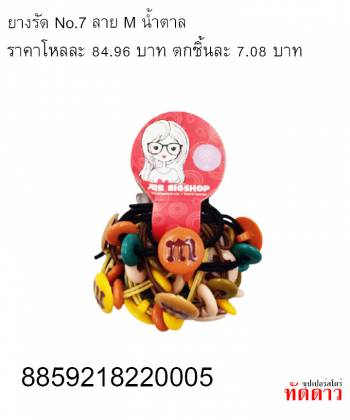 ยางรัด No.7 ลาย M น้ำตาล
ราคาโหลละ 84.96 บาท ตกชิ้นละ 7.08 บาท
BIGSHOP
m
8859218220005
ซุปเปอร์สโตร์
ทัดดาว